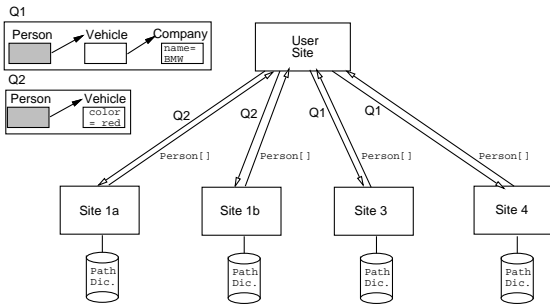 Q1
Person Vehicle Company
name=
BMW
Q2
Person Vehicle
color
= red
User
Site
Q2 Q2 Q1 Q1
Person[] Person[] Person[] Person[]
Site 1a Site 1b Site 3 Site 4
Path Path Path Path
Dic. Dic. Dic. Dic.